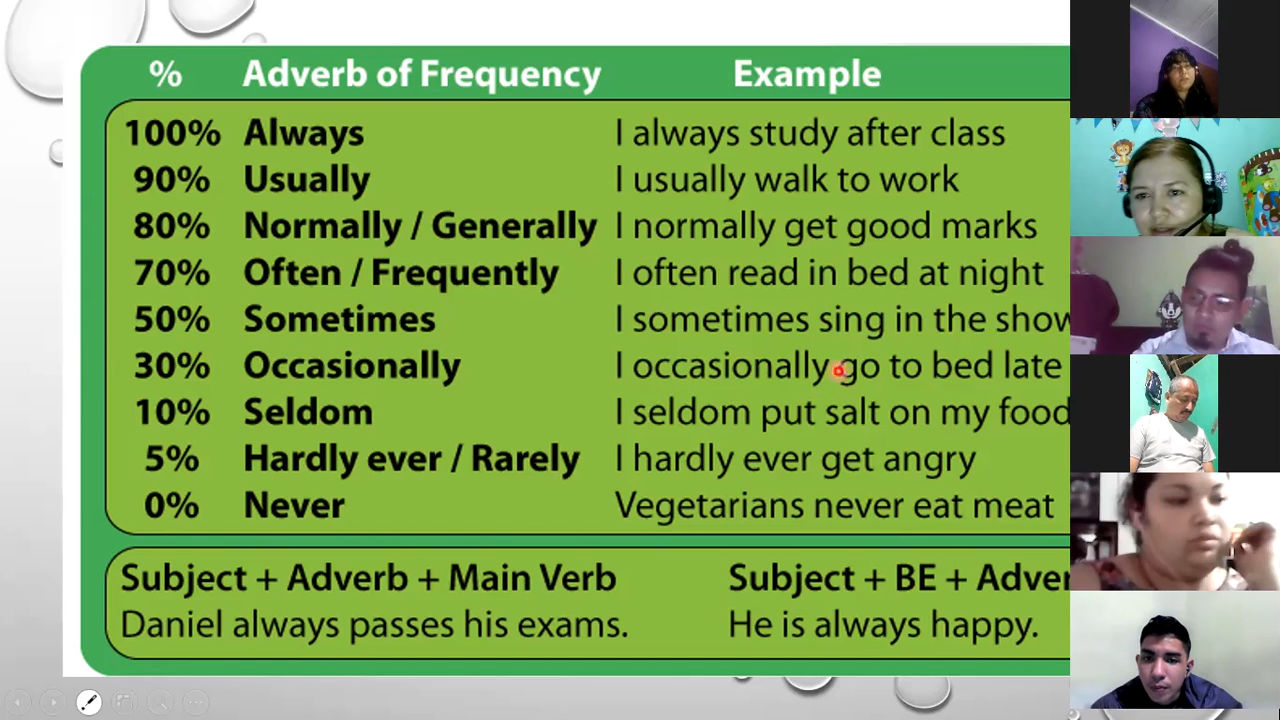 % Adverb of Frequency Example
100% Always I always study after class
90% Usually I usually walk to work
80% Normally / Generally I normally get good marks
70% Often / Frequently I often read in bed at night
50% Sometimes I sometimes sing in the show
30% Occasionally I occasionally go to bed late
10% Seldom I seldom put salt on my food
5% Hardly ever / Rarely I hardly ever get angry
0% Never Vegetarians never eat meat
Subject + Adverb + Main Verb Subject + BE +
Daniel always passes his exams. He is always happy.